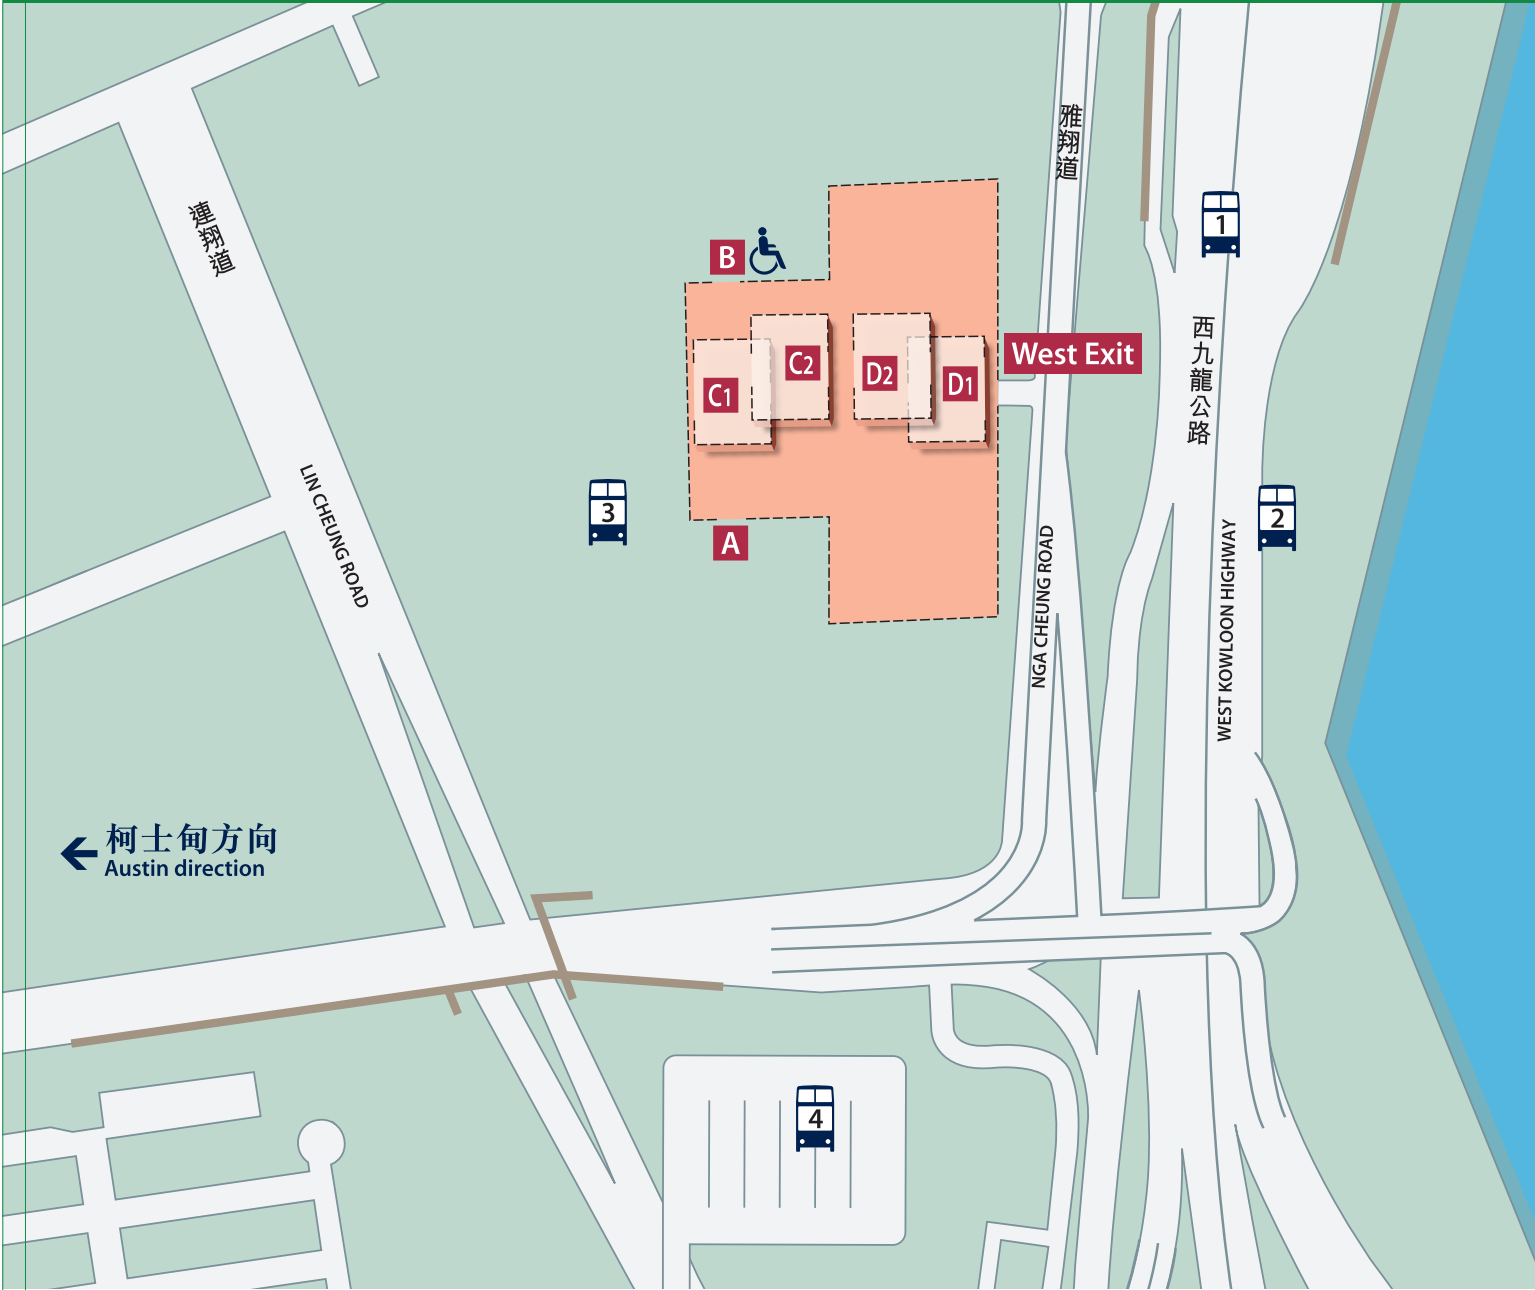 雅翔道
連翔道
1
B
West Exit
西九龍公路
C2
D2
D1
C1
LIN CHEUNG ROAD
3
2
A
NGA CHEUNG ROAD
WEST KOWLOON HIGHWAY
柯士甸方向
Austin direction
4